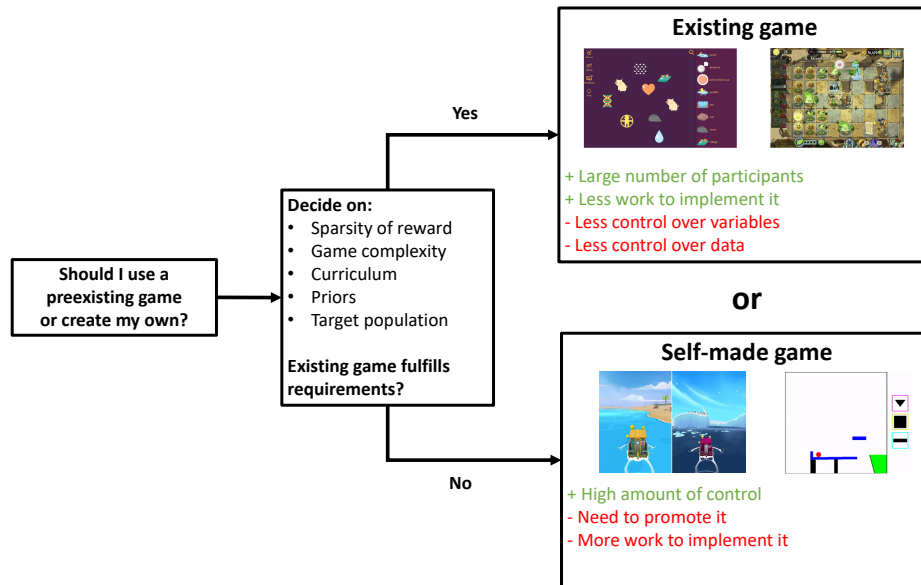 Should I use a
preexisting game
or create my own?
Decide on:
• Sparsity of reward
• Game complexity
• Curriculum
• Priors
• Target population
Existing game fulfills
requirements?
Yes
No
Existing game
+ Large number of participants
+ Less work to implement it
- Less control over variables
- Less control over data
or
Self-made game
+ High amount of control
- Need to promote it
- More work to implement it